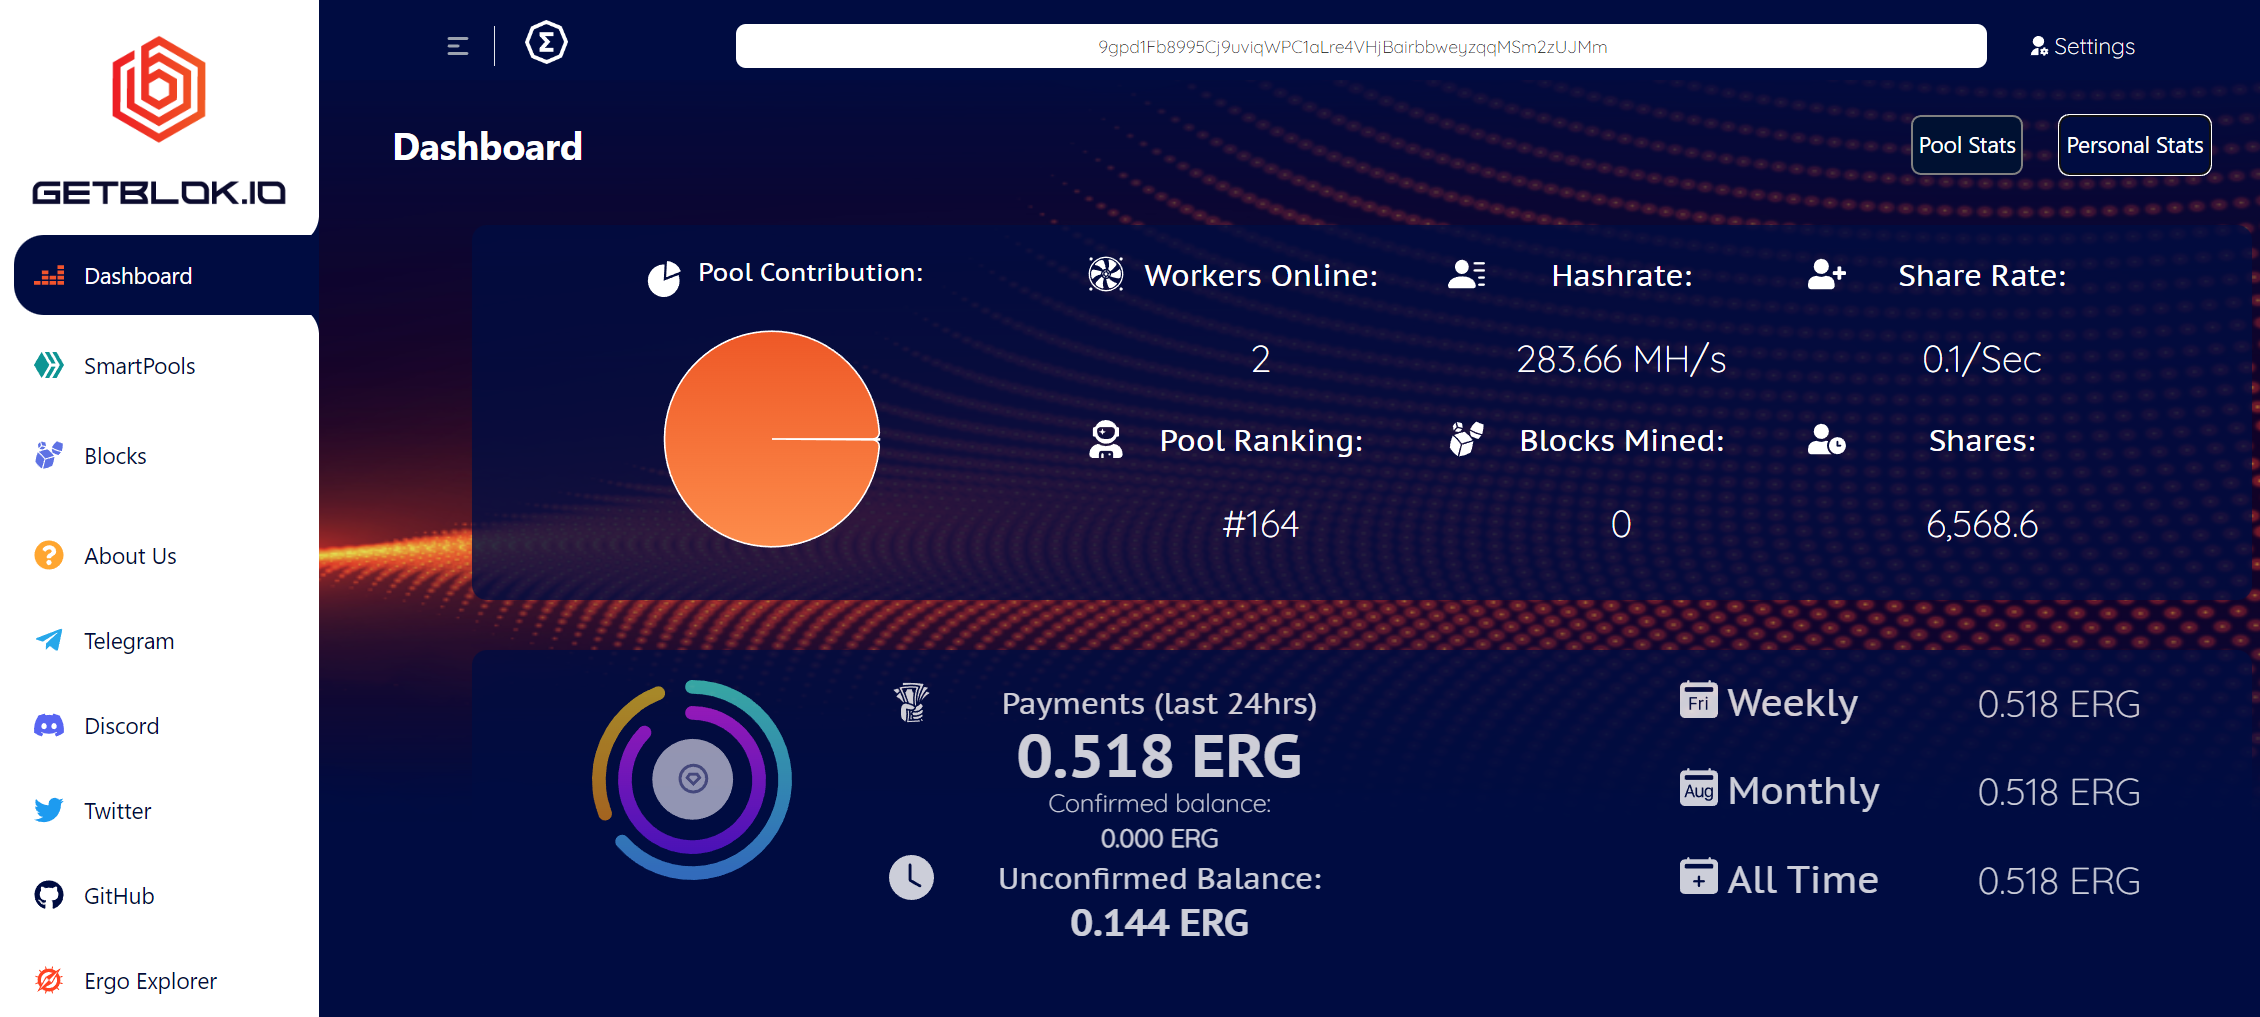 GETBLOK.IO
Dashboard
SmartPools
Blocks
About Us
Telegram
Discord
Twitter
GitHub
Ergo Explorer
9gpd1Fb8995Cj9uviqWPC1aLre4VHjBairbbweyzqqMSm2zUJMm
Settings
Dashboard
Pool Stats
Personal Stats
Pool Contribution:
Workers Online:
2
Hashrate:
283.66 MH/s
Share Rate:
0.1/Sec
Pool Ranking:
#164
Blocks Mined:
0
Shares:
6,568.6
Payments (last 24hrs)
0.518 ERG
Confirmed balance:
0.000 ERG
Unconfirmed Balance:
0.144 ERG
Fri
Weekly
0.518 ERG
Aug
Monthly
0.518 ERG
All Time
0.518 ERG